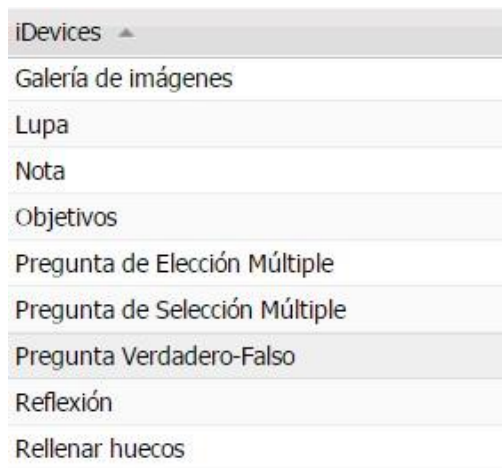 iDevices
Galería de imágenes
Lupa
Nota
Objetivos
Pregunta de Elección Múltiple
Pregunta de Selección Múltiple
Pregunta Verdadero-Falso
Reflexión
Rellenar huecos